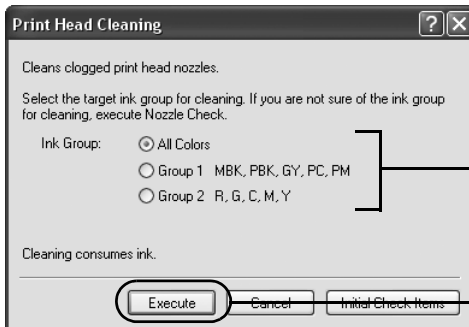 Print Head Cleaning
Cleans clogged print head nozzles.
Select the target ink group for cleaning. If you are not sure of the ink group
for cleaning, execute Nozzle Check.
Ink Group: All Colors
Group 1 MBK, PBK, GY, PC, PM
Group 2 R, G, C, M, Y
Cleaning consumes ink.
Execute Cancel Initial Check Items